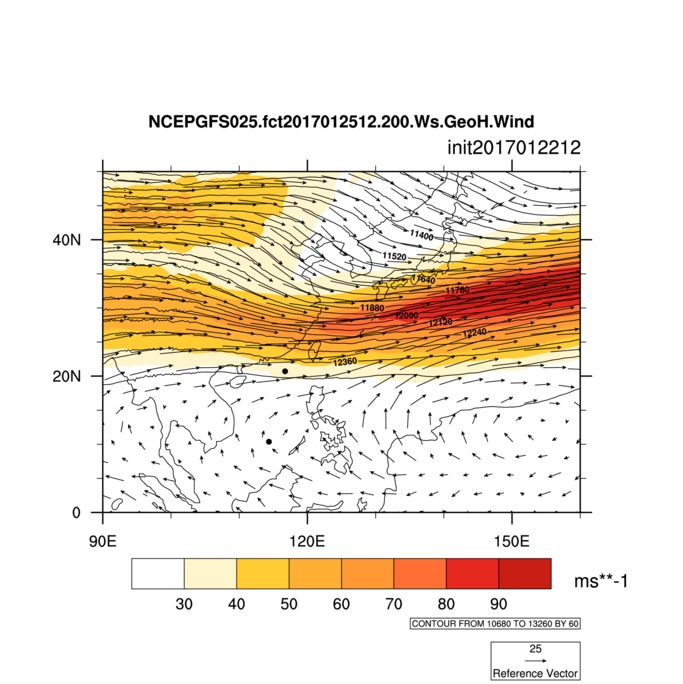 NCEPGFS025.fct2017012512.200.Ws.GeoH.Wind
init2017012212
40N
20N
0
11400
11520
11640
11760
11880
12000
12120
12240
12360
90E 120E 150E
30 40 50 60 70 80 90
ms**-1
CONTOUR FROM 10680 TO 13260 BY 60
25
Reference Vector